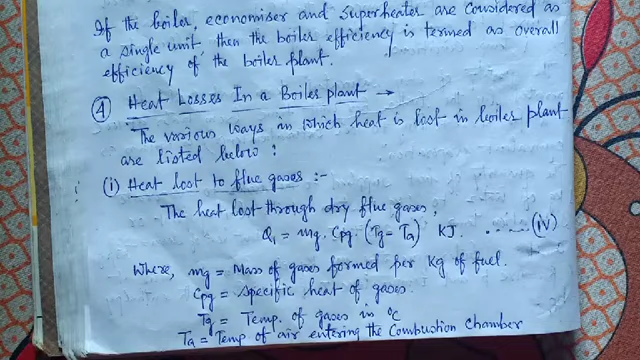 If the boiler, economiser and superheater are considered as
a single unit, then the boiler efficiency is termed as overall
efficiency of the boiler plant.
④ Heat Losses In a Boiler plant →
The various ways in which heat is lost in boiler plant
are listed below :
(i) Heat lost to flue gases :-
The heat lost through dry flue gases,
Q₁ = mg. Cpg. (Tg - Ta) KJ. ...... (iv)
Where, mg = Mass of gases formed per kg of fuel.
Cpg = specific heat of gases
Tg = Temp. of gases in °C
Ta = Temp of air entering the Combustion Chamber